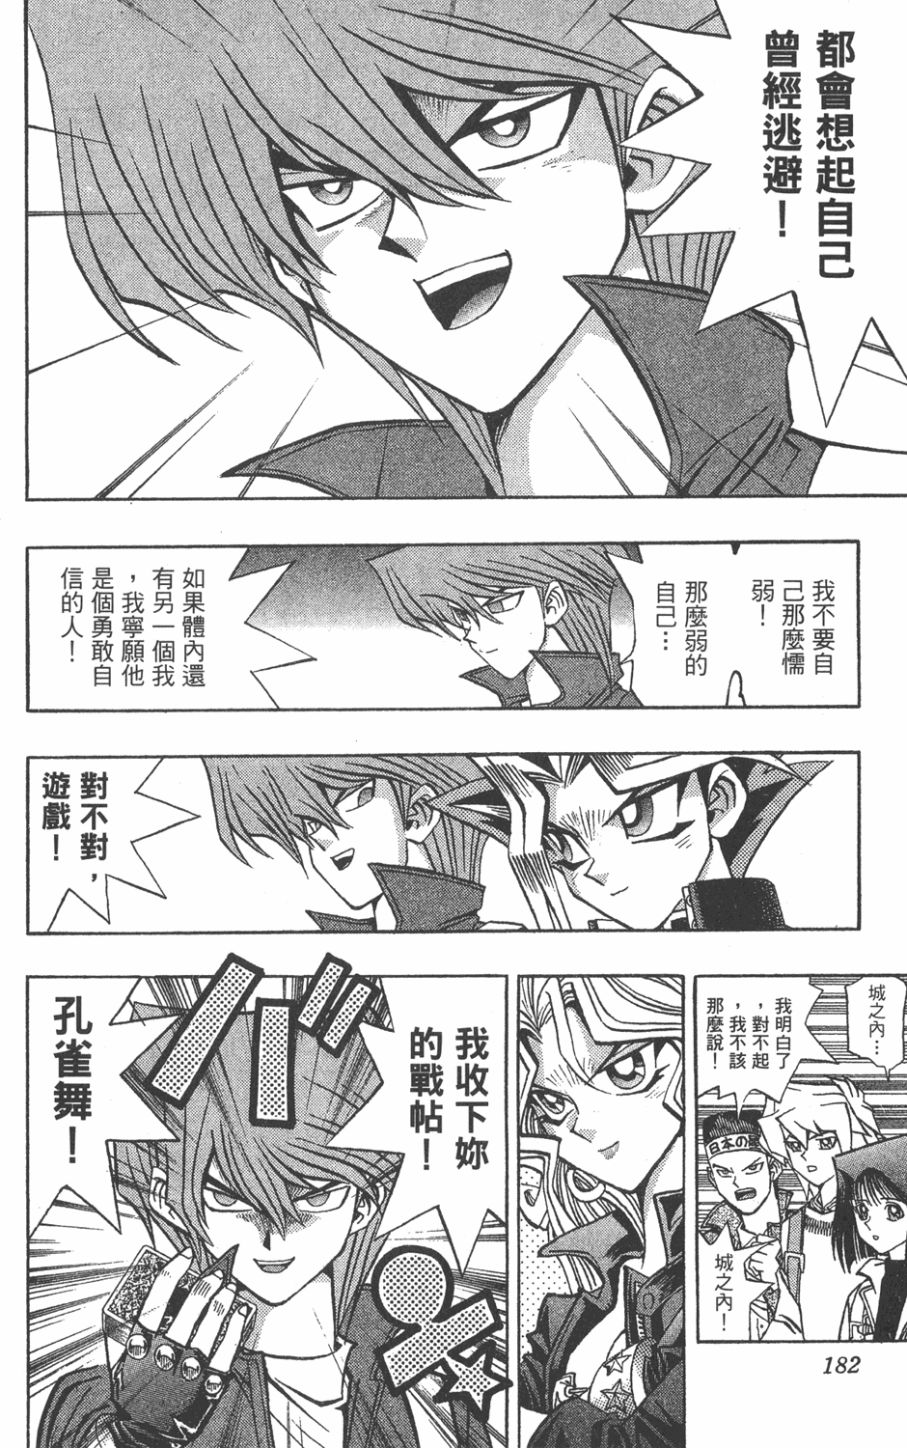 都會想起自己
曾經逃避！
我不要自
己那麼懦
弱！
那麼弱的
自己…
如果體內還
有另一個我
，我寧願他
是個勇敢自
信的人！
對不對，
遊戲！
城之內…
我明白了
，對不起
，我不該
那麼說！
日本の
城之內！
我收下妳
的戰帖！
孔雀舞！
バン
182